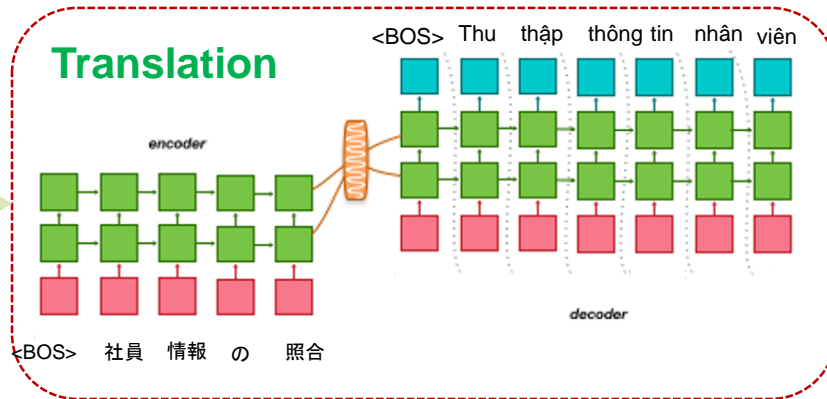 <BOS> Thu thập thông tin nhân viên
Translation
encoder
decoder
<BOS> 社員 情報 の 照合